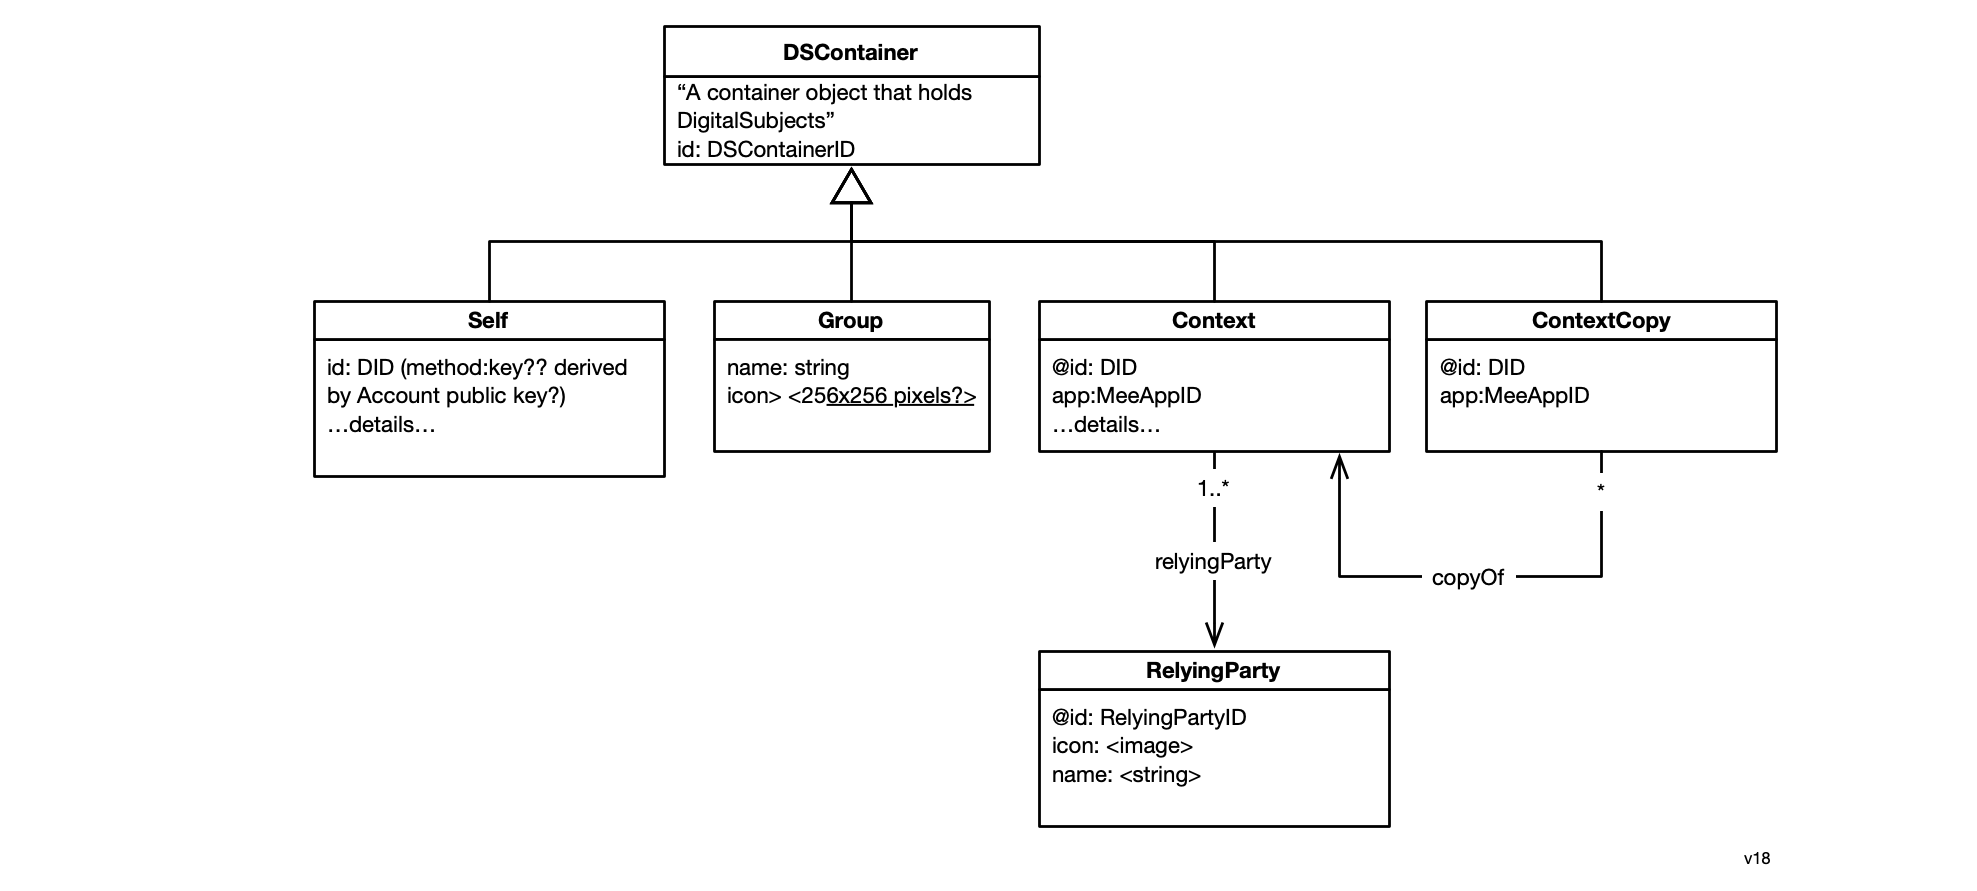 DSContainer
“A container object that holds
DigitalSubjects”
id: DSContainerID
Self
id: DID (method:key?? derived
by Account public key?)
…details…
Group
name: string
icon> <256x256 pixels?>
Context
@id: DID
app:MeeAppID
…details…
ContextCopy
@id: DID
app:MeeAppID
1..*
*
relyingParty
copyOf
RelyingParty
@id: RelyingPartyID
icon: <image>
name: <string>
v18